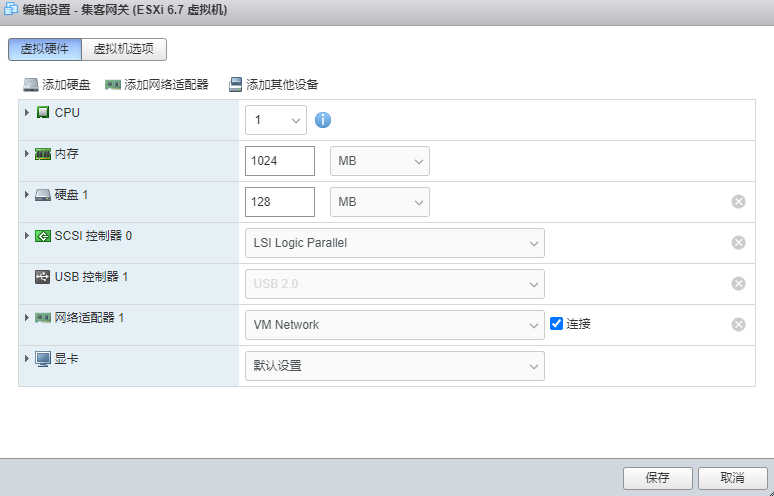 编辑设置 - 集客网关 (ESXi 6.7 虚拟机)
虚拟硬件 虚拟机选项
添加硬盘 添加网络适配器 添加其他设备
CPU 1
内存 1024 MB
硬盘 1 128 MB
SCSI 控制器 0 LSI Logic Parallel
USB 控制器 1 USB 2.0
网络适配器 1 VM Network 连接
显卡 默认设置
保存 取消